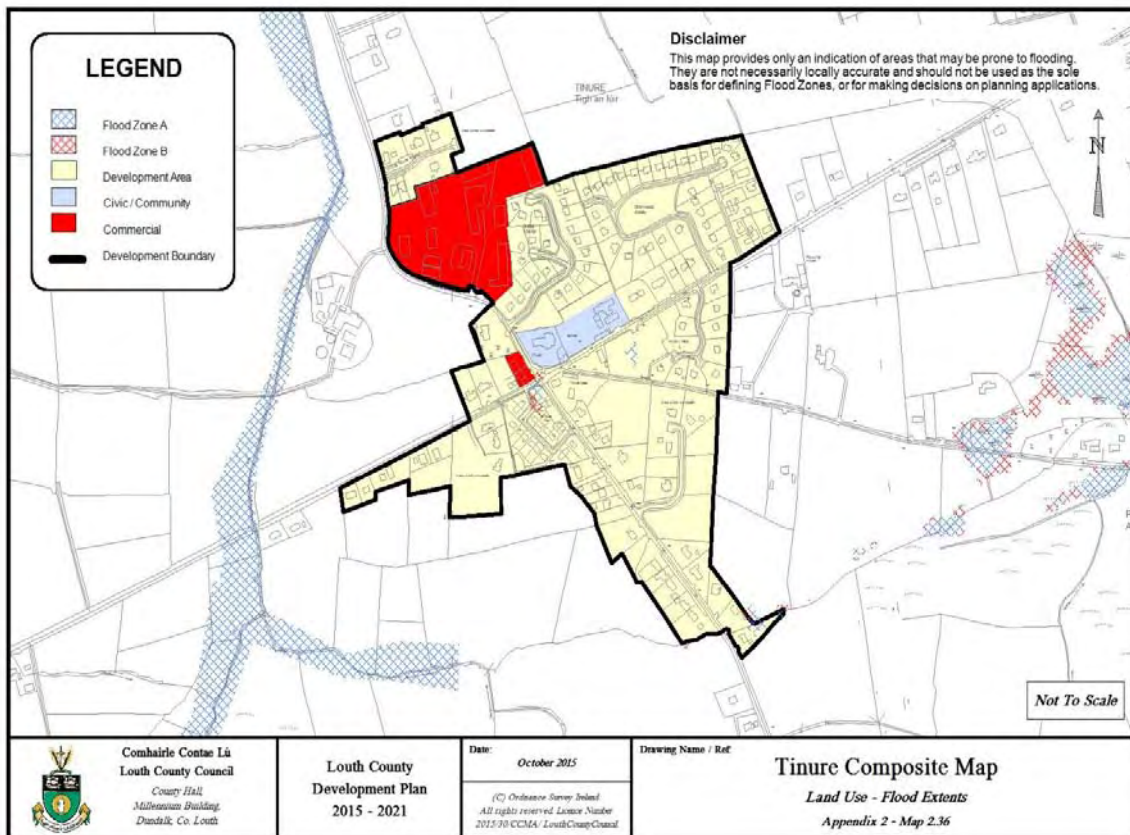 LEGEND
Flood Zone A
Flood Zone B
Development Area
Civic / Community
Commercial
Development Boundary
Disclaimer
This map provides only an indication of areas that may be prone to flooding.
They are not necessarily locally accurate and should not be used as the sole
basis for defining Flood Zones, or for making decisions on planning applications.
TINURE
N
Not To Scale
Comhairle Contae Lú
Louth County Council
County Hall,
Millennium Building,
Dundalk, Co. Louth
Louth County
Development Plan
2015 - 2021
Date:
October 2015
(C) Ordnance Survey Ireland
All rights reserved. Licence Number
2015/30/CCMA/ LouthCountyCouncil
Drawing Name / Ref:
Tinure Composite Map
Land Use - Flood Extents
Appendix 2 - Map 2.36